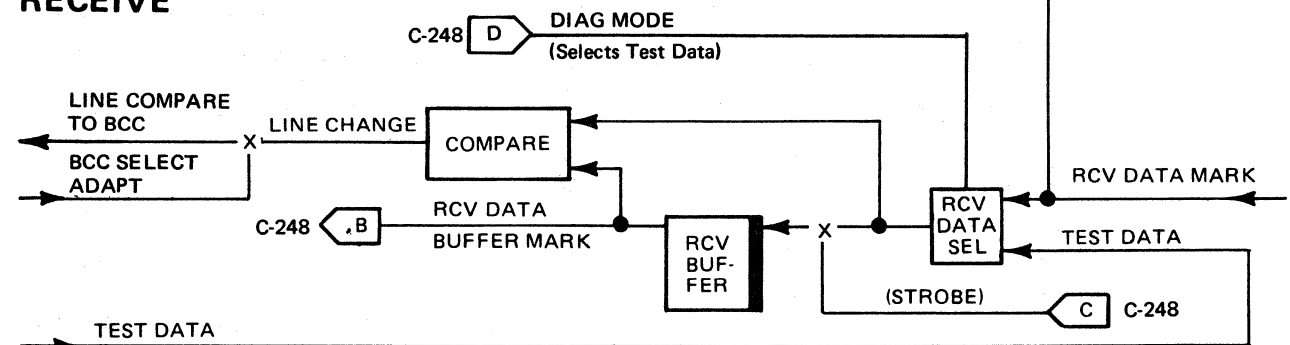 RECEIVE
C-248 D DIAG MODE
(Selects Test Data)
LINE COMPARE
TO BCC
X LINE CHANGE
COMPARE
BCC SELECT
ADAPT
RCV DATA MARK
C-248 .B RCV DATA
BUFFER MARK
RCV
BUF-
FER
X
RCV
DATA
SEL
TEST DATA
(STROBE)
C C-248
TEST DATA